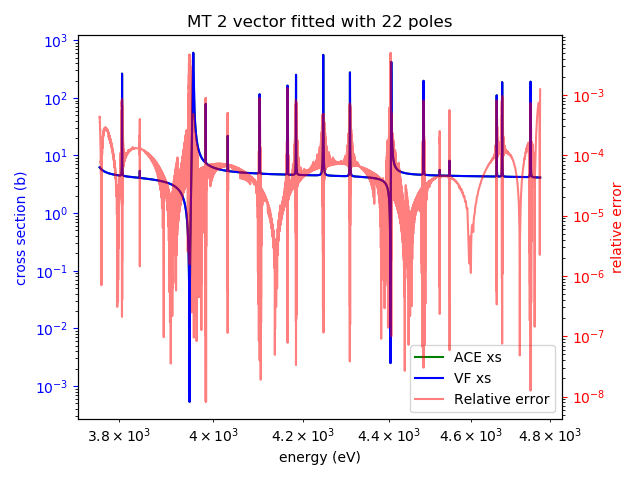 MT 2 vector fitted with 22 poles
cross section (b)
10³
10²
10¹
10⁰
10⁻¹
10⁻²
10⁻³
10⁻³
10⁻⁴
10⁻⁵
10⁻⁶
10⁻⁷
10⁻⁸
relative error
ACE xs
VF xs
Relative error
3.8 × 10³ 4 × 10³ 4.2 × 10³ 4.4 × 10³ 4.6 × 10³ 4.8 × 10³
energy (eV)